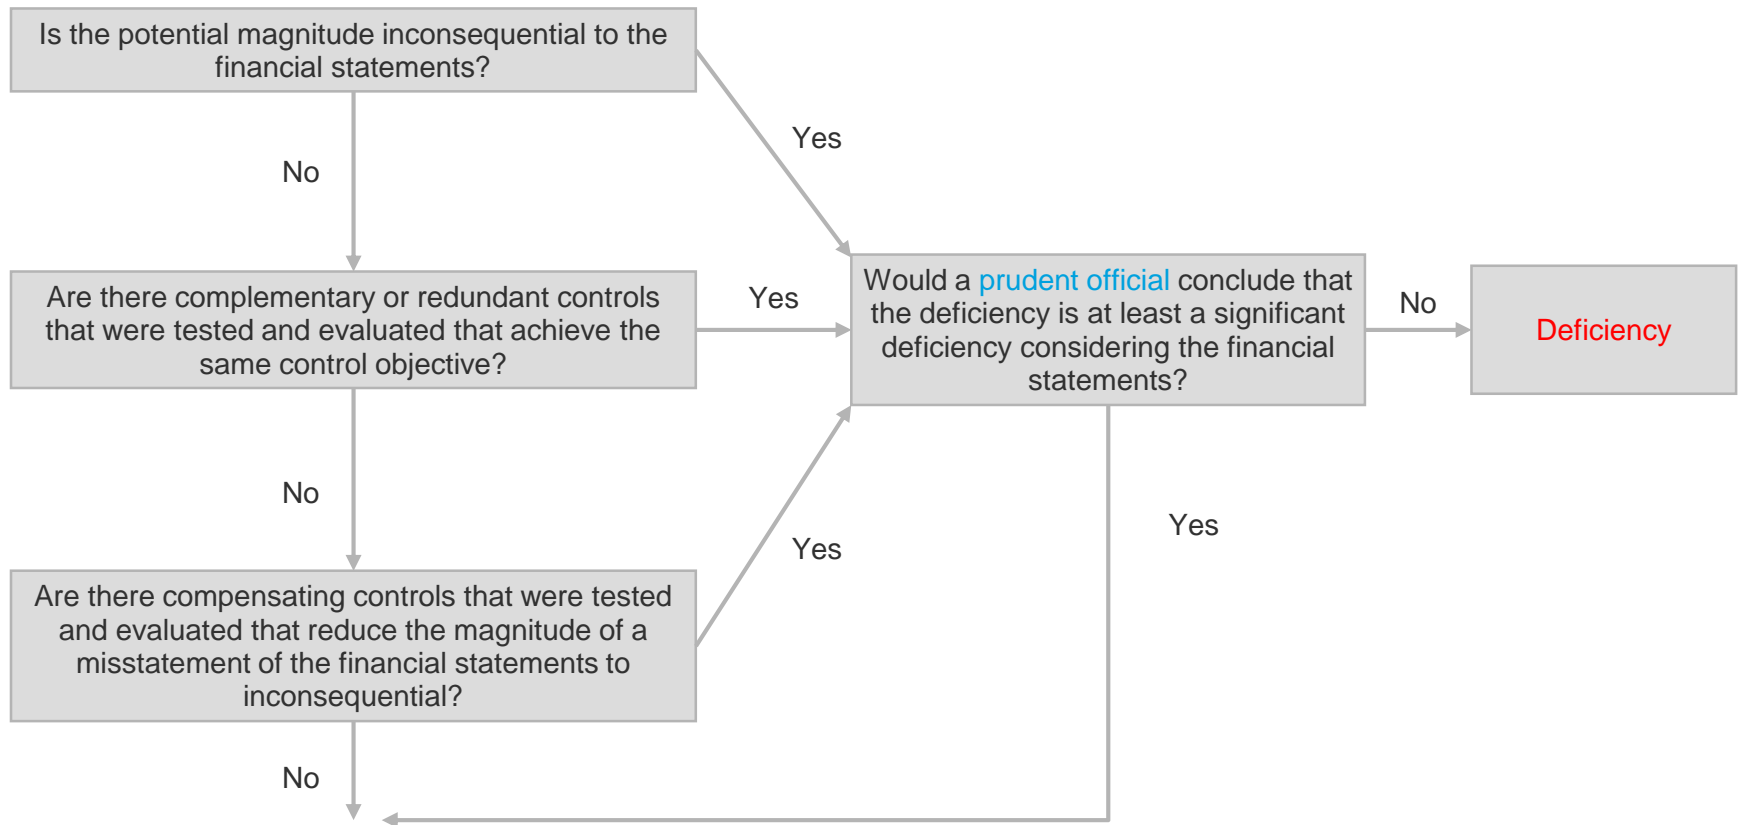 Is the potential magnitude inconsequential to the
financial statements?
Yes
No
Are there complementary or redundant controls
that were tested and evaluated that achieve the
same control objective?
Yes
Would a prudent official conclude that
the deficiency is at least a significant
deficiency considering the financial
statements?
No
Deficiency
No
Yes
Yes
Are there compensating controls that were tested
and evaluated that reduce the magnitude of a
misstatement of the financial statements to
inconsequential?
No